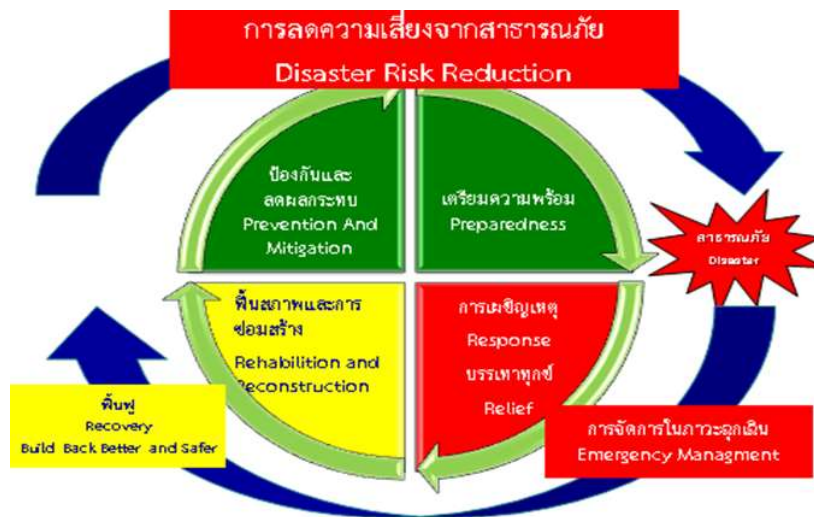 การลดความเสี่ยงจากสาธารณภัย
Disaster Risk Reduction
ป้องกันและ
ลดผลกระทบ
Prevention And
Mitigation
เตรียมความพร้อม
Preparedness
สาธารณภัย
Disaster
ฟื้นสภาพและการ
ซ่อมสร้าง
Rehabilition and
Reconstruction
การเผชิญเหตุ
Response
บรรเทาทุกข์
Relief
ฟื้นฟู
Recovery
Build Back Better and Safer
การจัดการในภาวะฉุกเฉิน
Emergency Managment